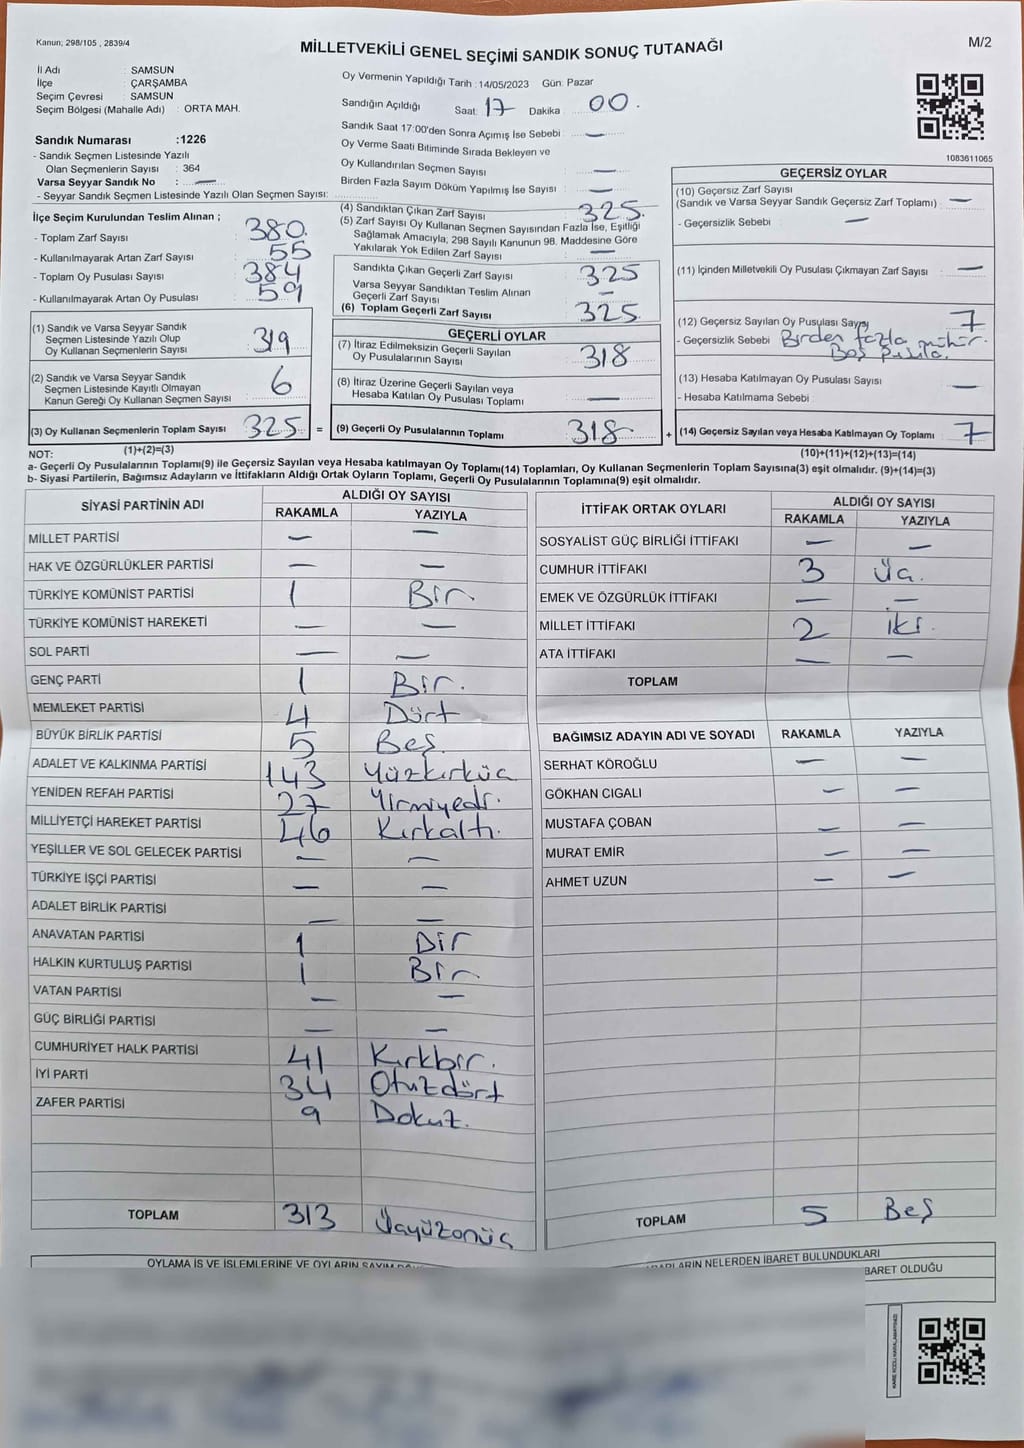 Kanun; 298/105 , 2839/4
MİLLETVEKİLİ GENEL SEÇİMİ SANDIK SONUÇ TUTANAĞI
M/2
İl Adı : SAMSUN
İlçe : ÇARŞAMBA
Seçim Çevresi : SAMSUN
Seçim Bölgesi (Mahalle Adı) : ORTA MAH.
Sandık Numarası :1226
- Sandık Seçmen Listesinde Yazılı
Olan Seçmenlerin Sayısı : 364
Varsa Seyyar Sandık No : —
- Seyyar Sandık Seçmen Listesinde Yazılı Olan Seçmen Sayısı:
Oy Vermenin Yapıldığı Tarih :14/05/2023 Gün: Pazar
Sandığın Açıldığı Saat: 17 Dakika 00.
Sandık Saat 17:00'den Sonra Açımış İse Sebebi : —
Oy Verme Saati Bitiminde Sırada Bekleyen ve
Oy Kullandırılan Seçmen Sayısı : —
Birden Fazla Sayım Döküm Yapılmış İse Sayısı : —
1083611065
İlçe Seçim Kurulundan Teslim Alınan ;
- Toplam Zarf Sayısı : 380.
- Kullanılmayarak Artan Zarf Sayısı : 55
- Toplam Oy Pusulası Sayısı : 384
- Kullanılmayarak Artan Oy Pusulası : 59
(1) Sandık ve Varsa Seyyar Sandık
Seçmen Listesinde Yazılı Olup
Oy Kullanan Seçmenlerin Sayısı : 319
(2) Sandık ve Varsa Seyyar Sandık
Seçmen Listesinde Kayıtlı Olmayan
Kanun Gereği Oy Kullanan Seçmen Sayısı : 6
(3) Oy Kullanan Seçmenlerin Toplam Sayısı : 325 =
(1)+(2)=(3)
(4) Sandıktan Çıkan Zarf Sayısı : 325.
(5) Zarf Sayısı Oy Kullanan Seçmen Sayısından Fazla İse, Eşitliği
Sağlamak Amacıyla, 298 Sayılı Kanunun 98. Maddesine Göre
Yakılarak Yok Edilen Zarf Sayısı : —
Sandıkta Çıkan Geçerli Zarf Sayısı : 325
Varsa Seyyar Sandıktan Teslim Alınan
Geçerli Zarf Sayısı : —
(6) Toplam Geçerli Zarf Sayısı : 325.
GEÇERLİ OYLAR
(7) İtiraz Edilmeksizin Geçerli Sayılan
Oy Pusulalarının Sayısı : 318
(8) İtiraz Üzerine Geçerli Sayılan veya
Hesaba Katılan Oy Pusulası Toplamı : —
(9) Geçerli Oy Pusulalarının Toplamı : 318 +
GEÇERSİZ OYLAR
(10) Geçersiz Zarf Sayısı
(Sandık ve Varsa Seyyar Sandık Geçersiz Zarf Toplamı) : —
- Geçersizlik Sebebi : —
(11) İçinden Milletvekili Oy Pusulası Çıkmayan Zarf Sayısı : —
(12) Geçersiz Sayılan Oy Pusulası Sayısı : 7
- Geçersizlik Sebebi : Birden fazla mühür.
Boş Pusula.
(13) Hesaba Katılmayan Oy Pusulası Sayısı : —
- Hesaba Katılmama Sebebi :
(14) Geçersiz Sayılan veya Hesaba Katılmayan Oy Toplamı : 7
(10)+(11)+(12)+(13)=(14)
NOT:
a- Geçerli Oy Pusulalarının Toplamı(9) ile Geçersiz Sayılan veya Hesaba katılmayan Oy Toplamı(14) Toplamları, Oy Kullanan Seçmenlerin Toplam Sayısına(3) eşit olmalıdır. (9)+(14)=(3)
b- Siyasi Partilerin, Bağımsız Adayların ve İttifakların Aldığı Ortak Oyların Toplamı, Geçerli Oy Pusulalarının Toplamına(9) eşit olmalıdır.
SİYASİ PARTİNİN ADI
ALDIĞI OY SAYISI
RAKAMLA YAZIYLA
MİLLET PARTİSİ — —
HAK VE ÖZGÜRLÜKLER PARTİSİ — —
TÜRKİYE KOMÜNİST PARTİSİ 1 Bir.
TÜRKİYE KOMÜNİST HAREKETİ — —
SOL PARTİ — —
GENÇ PARTİ 1 Bir.
MEMLEKET PARTİSİ 4 Dört
BÜYÜK BİRLİK PARTİSİ 5 Beş.
ADALET VE KALKINMA PARTİSİ 143 Yüzkırküç
YENİDEN REFAH PARTİSİ 27 Yirmiyedi.
MİLLİYETÇİ HAREKET PARTİSİ 46 Kırkaltı.
YEŞİLLER VE SOL GELECEK PARTİSİ — —
TÜRKİYE İŞÇİ PARTİSİ — —
ADALET BİRLİK PARTİSİ — —
ANAVATAN PARTİSİ 1 Bir
HALKIN KURTULUŞ PARTİSİ 1 Bir.
VATAN PARTİSİ — —
GÜÇ BİRLİĞİ PARTİSİ — —
CUMHURİYET HALK PARTİSİ 41 Kırkbir.
İYİ PARTİ 34 Otuzdört
ZAFER PARTİSİ 9 Dokuz.
TOPLAM 313 Üçyüzonüç
İTTİFAK ORTAK OYLARI
ALDIĞI OY SAYISI
RAKAMLA YAZIYLA
SOSYALİST GÜÇ BİRLİĞİ İTTİFAKI — —
CUMHUR İTTİFAKI 3 Üç.
EMEK VE ÖZGÜRLÜK İTTİFAKI — —
MİLLET İTTİFAKI 2 iki.
ATA İTTİFAKI — —
TOPLAM
BAĞIMSIZ ADAYIN ADI VE SOYADI RAKAMLA YAZIYLA
SERHAT KÖROĞLU — —
GÖKHAN CIGALI — —
MUSTAFA ÇOBAN — —
MURAT EMİR — —
AHMET UZUN — —
TOPLAM 5 Beş
OYLAMA İŞ VE İŞLEMLERİNE VE OYLARIN SAYIM
NELERDEN İBARET BULUNDUKLARI
İBARET OLDUĞU